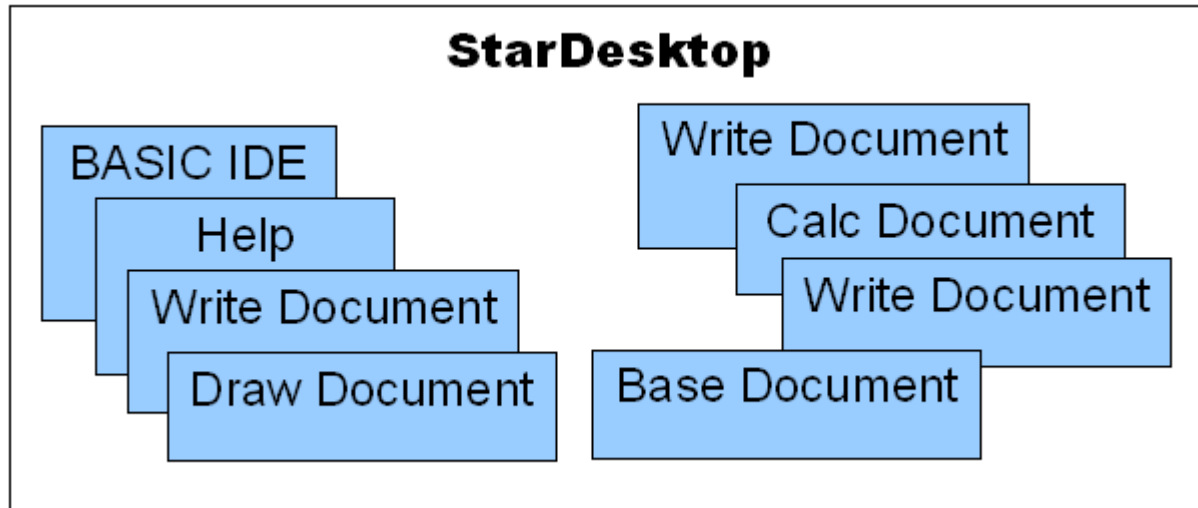 StarDesktop
BASIC IDE
Help
Write Document
Draw Document
Write Document
Calc Document
Write Document
Base Document